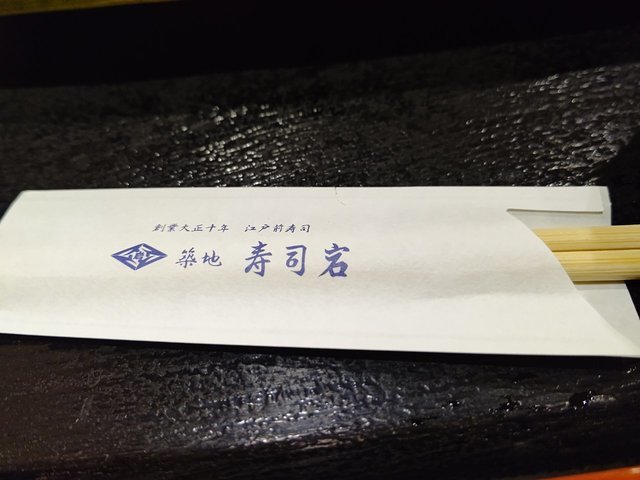 創業大正十年 江戸前寿司
築地 寿司岩